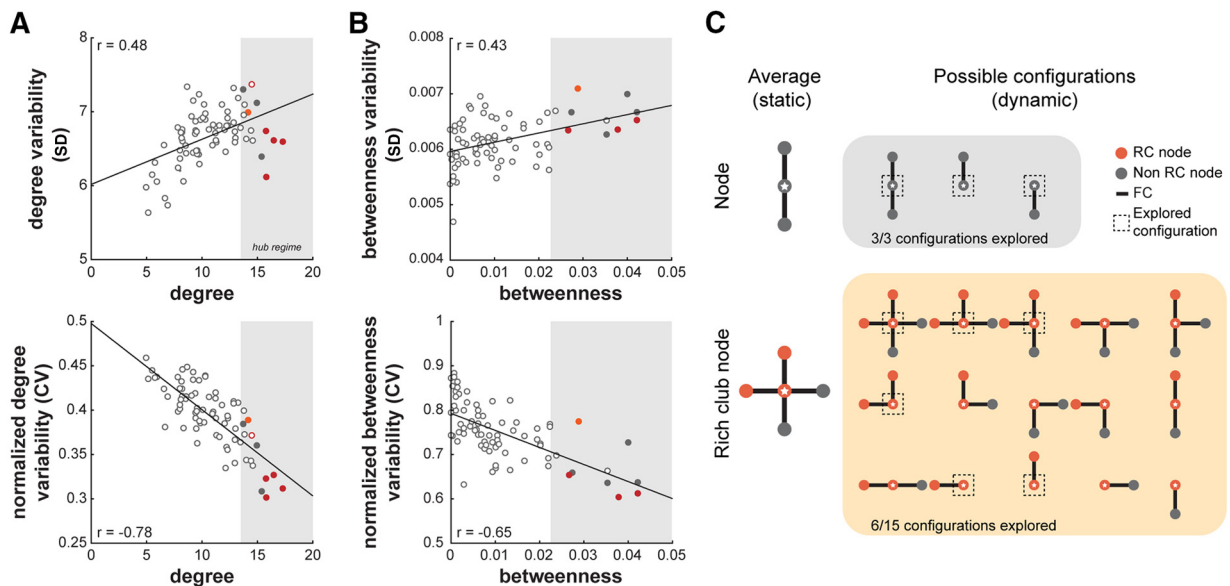 A
8
7
6
5
degree variability
(SD)
r = 0.48
hub regime
0
5
10
15
20
degree
0.5
0.45
0.4
0.35
0.3
0.25
normalized degree
variability (CV)
r = -0.78
0
5
10
15
20
degree
B
0.008
0.007
0.006
0.005
0.004
betweenness variability
(SD)
r = 0.43
0
0.01
0.02
0.03
0.04
0.05
betweenness
1
0.9
0.8
0.7
0.6
0.5
normalized betweenness
variability (CV)
r = -0.65
0
0.01
0.02
0.03
0.04
0.05
betweenness
C
Average
(static)
Possible configurations
(dynamic)
Node
3/3 configurations explored
RC node
Non RC node
FC
Explored
configuration
Rich club node
6/15 configurations explored